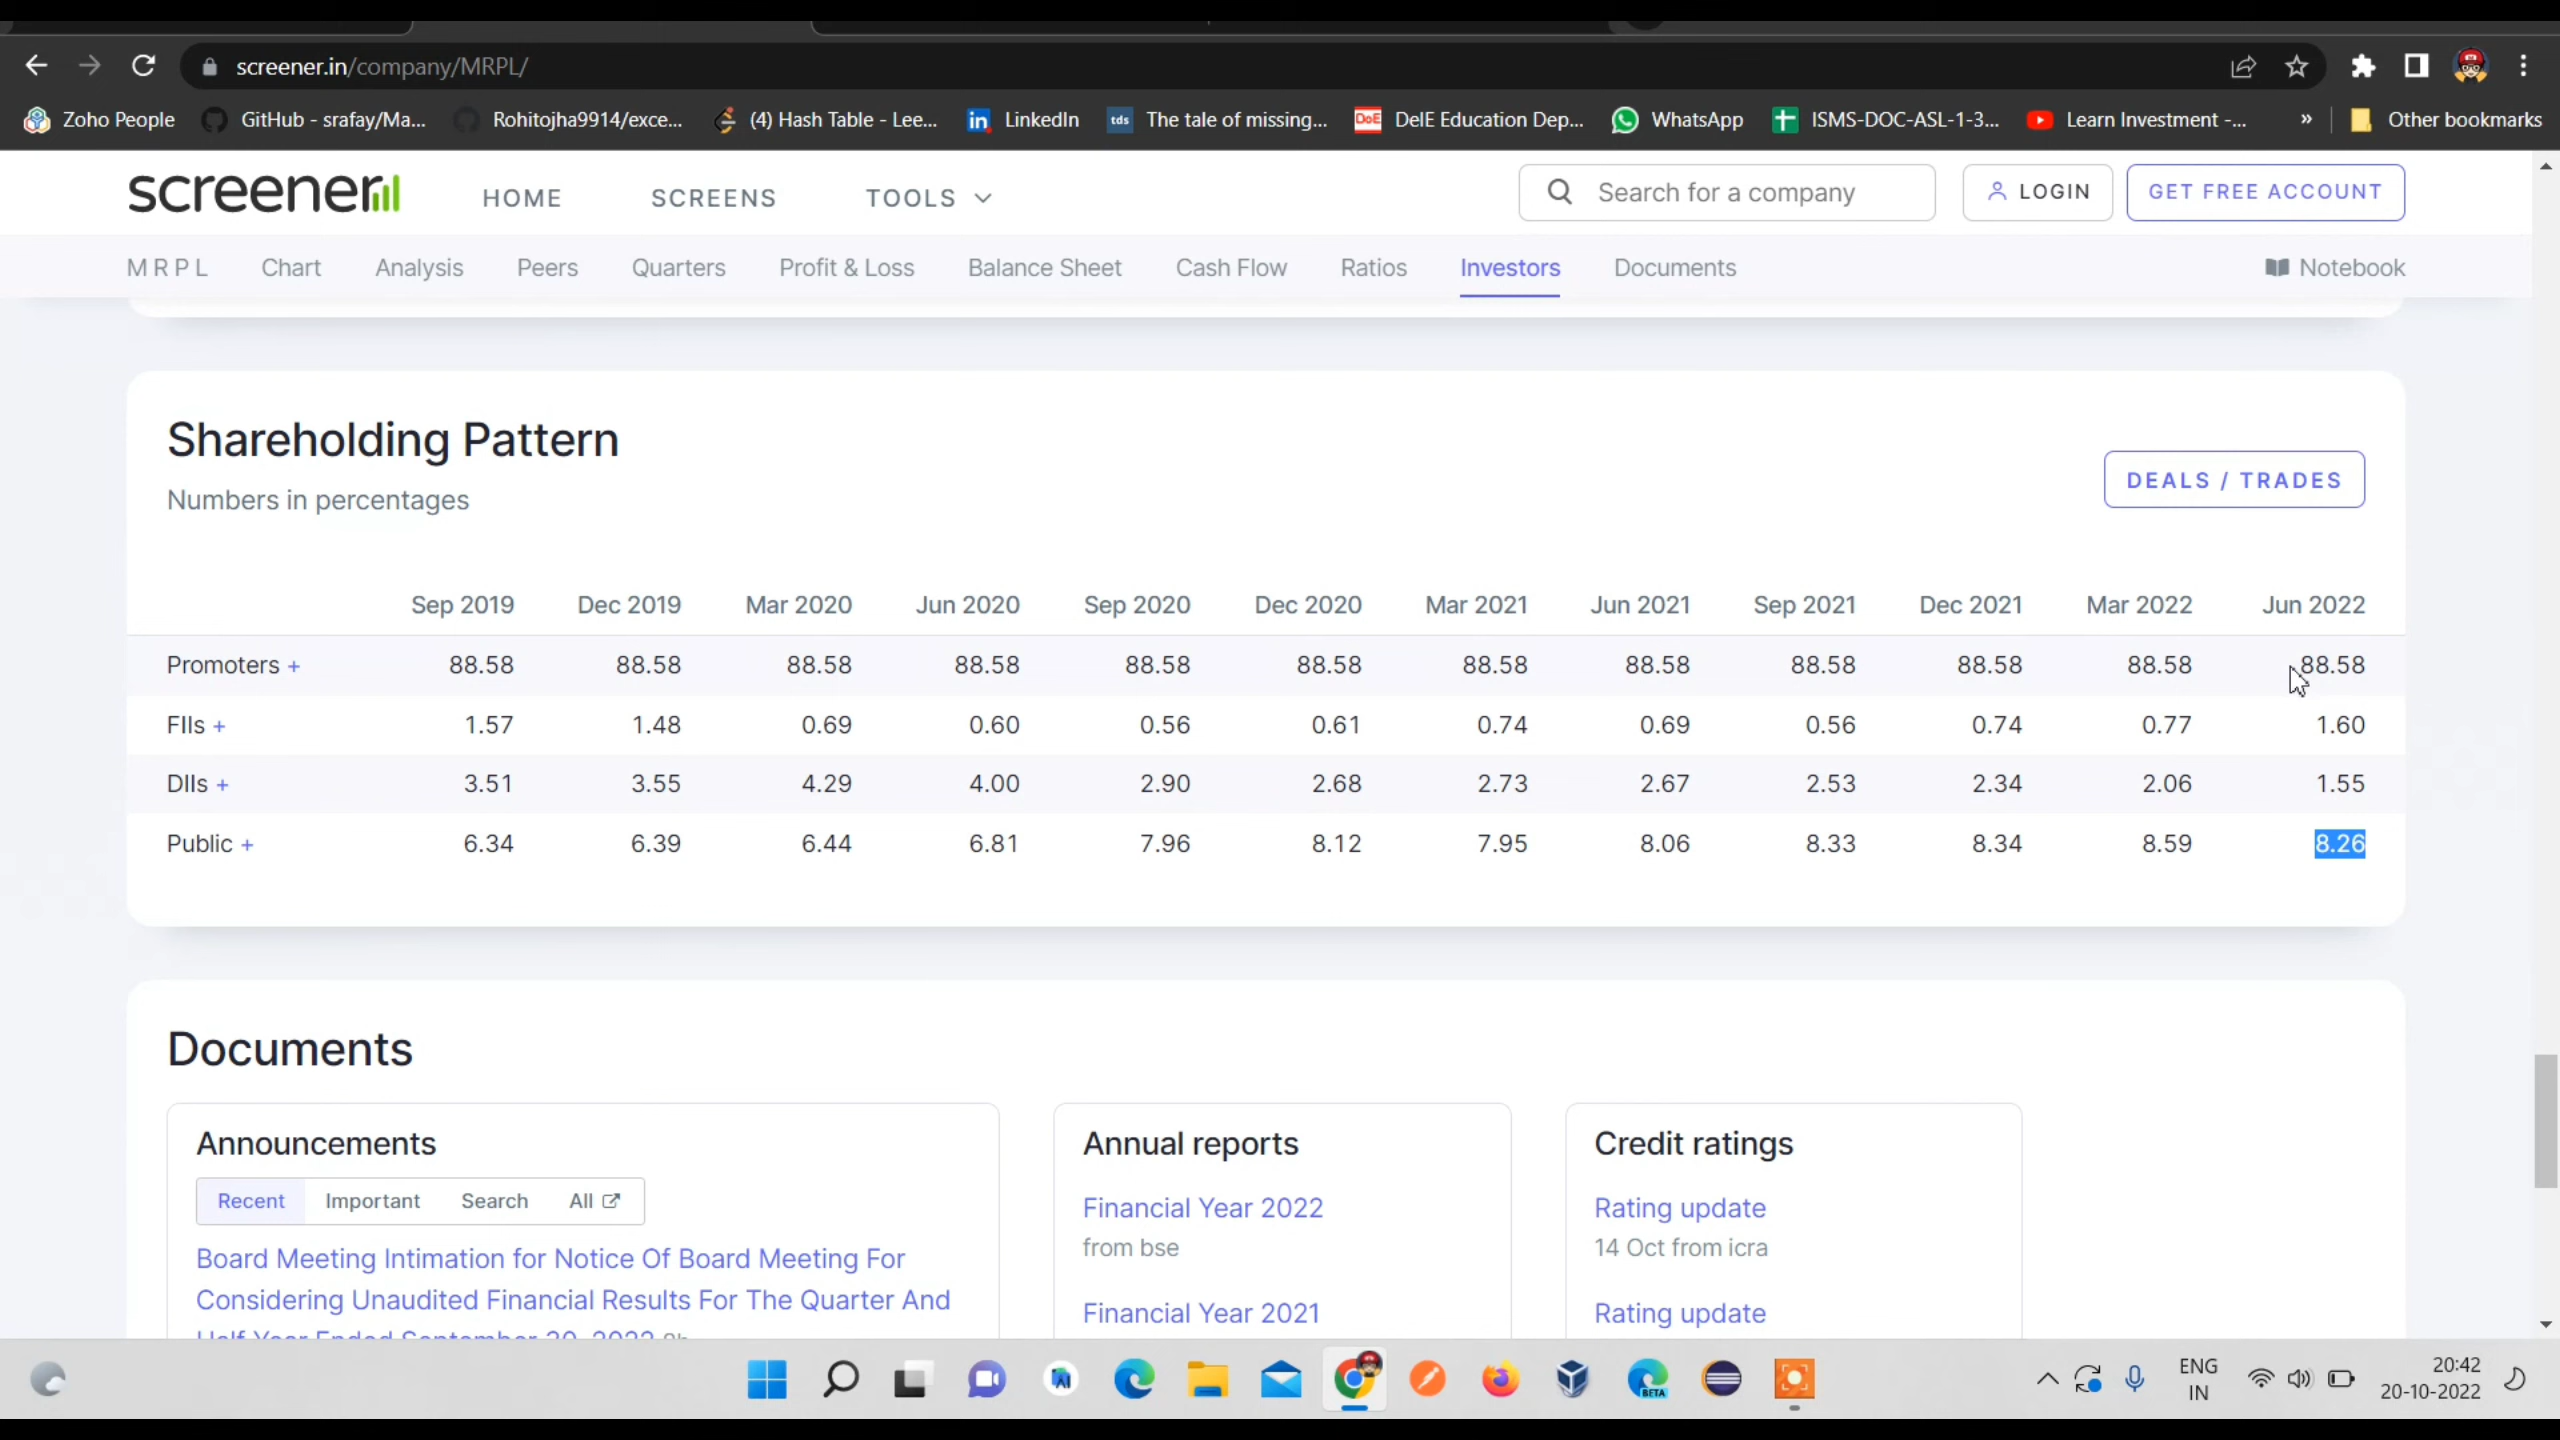 screener.in/company/MRPL/
Zoho People GitHub - srafay/Ma... Rohitojha9914/exce... (4) Hash Table - Lee... in LinkedIn tds The tale of missing... DoE DelE Education Dep... WhatsApp ISMS-DOC-ASL-1-3... Learn Investment -... » Other bookmarks
screener HOME SCREENS TOOLS Search for a company LOGIN GET FREE ACCOUNT
M R P L Chart Analysis Peers Quarters Profit & Loss Balance Sheet Cash Flow Ratios Investors Documents Notebook
Shareholding Pattern
DEALS / TRADES
Numbers in percentages
Sep 2019 Dec 2019 Mar 2020 Jun 2020 Sep 2020 Dec 2020 Mar 2021 Jun 2021 Sep 2021 Dec 2021 Mar 2022 Jun 2022
Promoters + 88.58 88.58 88.58 88.58 88.58 88.58 88.58 88.58 88.58 88.58 88.58 88.58
FIIs + 1.57 1.48 0.69 0.60 0.56 0.61 0.74 0.69 0.56 0.74 0.77 1.60
DIIs + 3.51 3.55 4.29 4.00 2.90 2.68 2.73 2.67 2.53 2.34 2.06 1.55
Public + 6.34 6.39 6.44 6.81 7.96 8.12 7.95 8.06 8.33 8.34 8.59 8.26
Documents
Announcements
Recent Important Search All
Board Meeting Intimation for Notice Of Board Meeting For
Considering Unaudited Financial Results For The Quarter And
Half Year Ended September 30, 2022
Annual reports
Financial Year 2022
from bse
Financial Year 2021
Credit ratings
Rating update
14 Oct from icra
Rating update
BETA
ENG
IN
20:42
20-10-2022